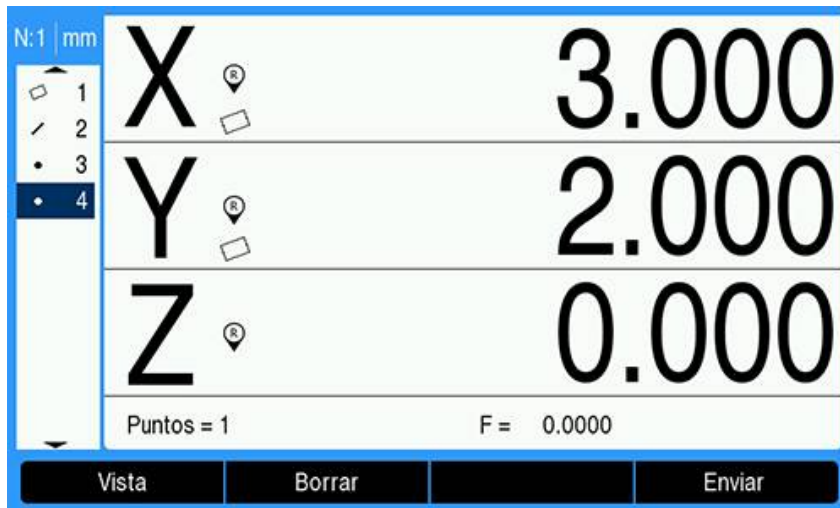 N:1 mm
1
2
3
4
X R 3.000
Y R 2.000
Z R 0.000
Puntos = 1 F = 0.0000
Vista Borrar Enviar